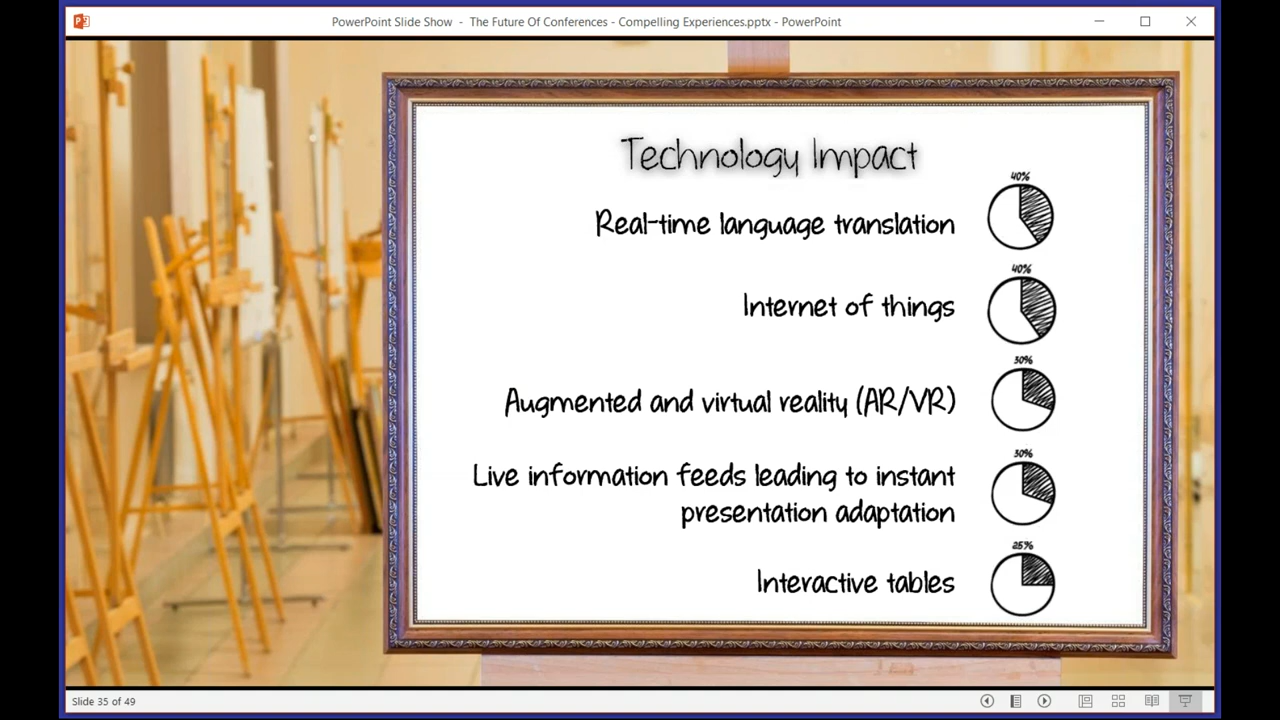 PowerPoint Slide Show - The Future Of Conferences - Compelling Experiences.pptx - PowerPoint
Technology Impact
40%
Real-time language translation
40%
Internet of things
30%
Augmented and virtual reality (AR/VR)
30%
Live information feeds leading to instant
presentation adaptation
25%
Interactive tables
Slide 35 of 49